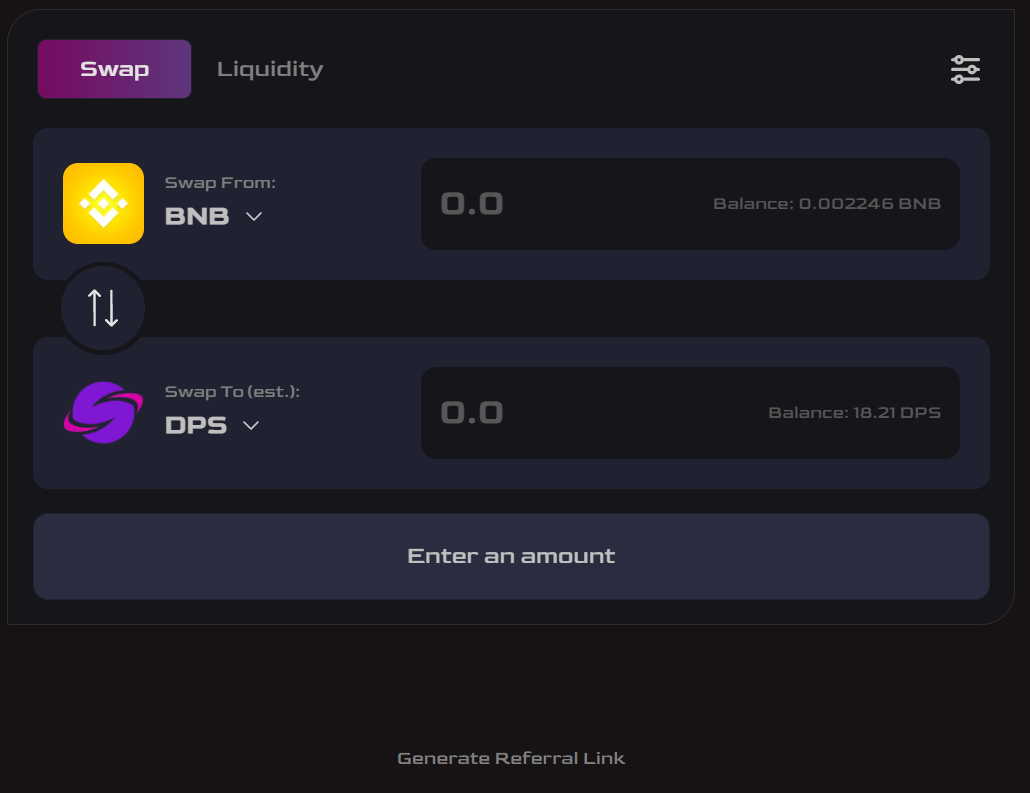 Swap
Liquidity
Swap From:
BNB
0.0
Balance: 0.002246 BNB
Swap To (est.):
DPS
0.0
Balance: 18.21 DPS
Enter an amount
Generate Referral Link